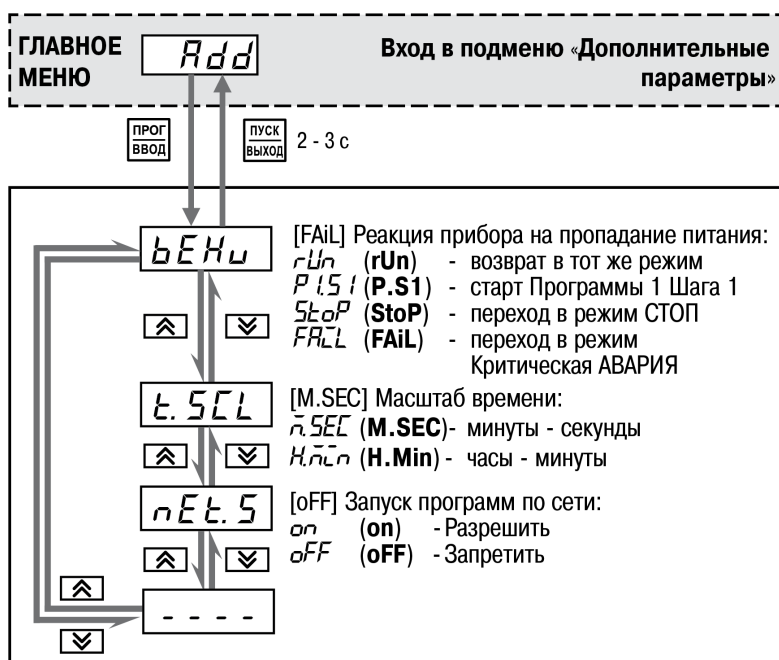 ГЛАВНОЕ МЕНЮ
Add
Вход в подменю «Дополнительные параметры»
ПРОГ ВВОД
ПУСК ВЫХОД 2 - 3 с
bEHv
[FAiL] Реакция прибора на пропадание питания:
rUn (rUn) - возврат в тот же режим
P1.S1 (P.S1) - старт Программы 1 Шага 1
StoP (StoP) - переход в режим СТОП
FAiL (FAiL) - переход в режим
Критическая АВАРИЯ
t.SCL
[M.SEC] Масштаб времени:
m.SEC (M.SEC)- минуты - секунды
H.min (H.Min) - часы - минуты
nEt.S
[oFF] Запуск программ по сети:
on (on) - Разрешить
oFF (oFF) - Запретить
- - - -